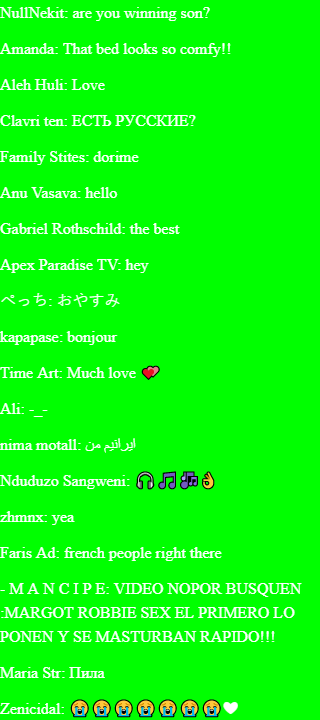 NullNekit: are you winning son?
Amanda: That bed looks so comfy!!
Aleh Huli: Love
Clavri ten: ЕСТЬ РУССКИЕ?
Family Stites: dorime
Anu Vasava: hello
Gabriel Rothschild: the best
Apex Paradise TV: hey
ぺっち: おやすみ
kapapase: bonjour
Time Art: Much love 💕
Ali: -_-
nima motall: ایرانیم من
Nduduzo Sangweni: 🎧🎵🎶👌
zhmnx: yea
Faris Ad: french people right there
- M A N C I P E: VIDEO NOPOR BUSQUEN
:MARGOT ROBBIE SEX EL PRIMERO LO
PONEN Y SE MASTURBAN RAPIDO!!!
Maria Str: Пила
Zenicidal: 😭😭😭😭😭😭😭🤍